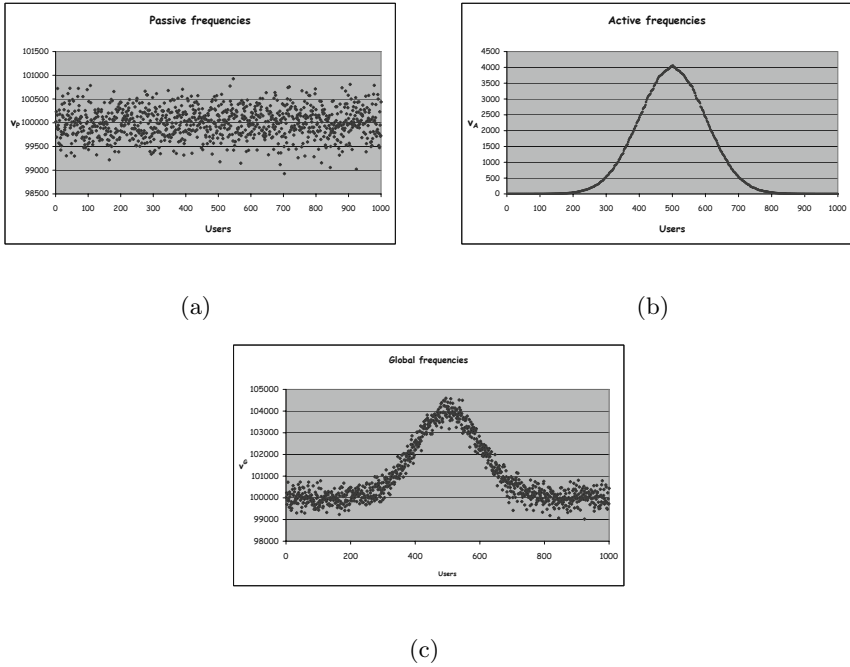 Passive frequencies
101500
101000
100500
100000
99500
99000
98500
vP
0 100 200 300 400 500 600 700 800 900 1000
Users
(a)
Active frequencies
4500
4000
3500
3000
2500
2000
1500
1000
500
0
vA
0 100 200 300 400 500 600 700 800 900 1000
Users
(b)
Global frequencies
105000
104000
103000
102000
101000
100000
99000
98000
vG
0 200 400 600 800 1000
Users
(c)